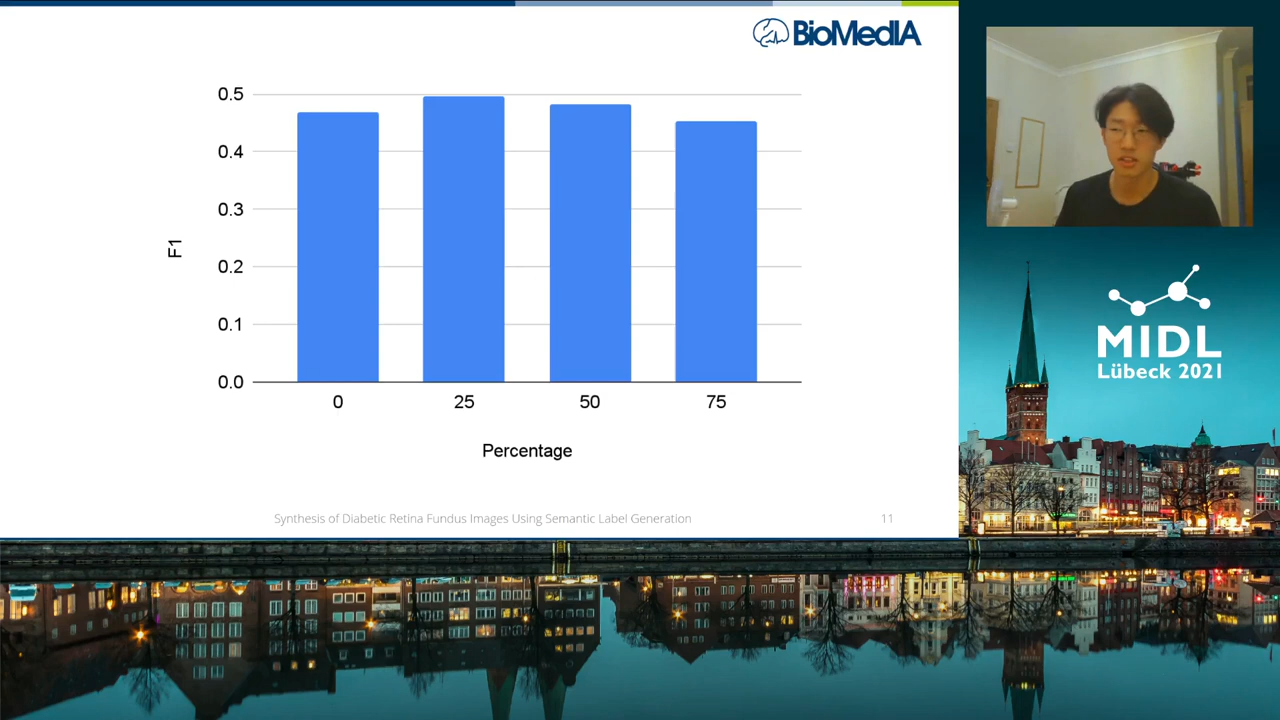 BioMedIA
0.5
0.4
0.3
0.2
0.1
0.0
F1
0
25
50
75
Percentage
Synthesis of Diabetic Retina Fundus Images Using Semantic Label Generation
11
MIDL
Lübeck 2021